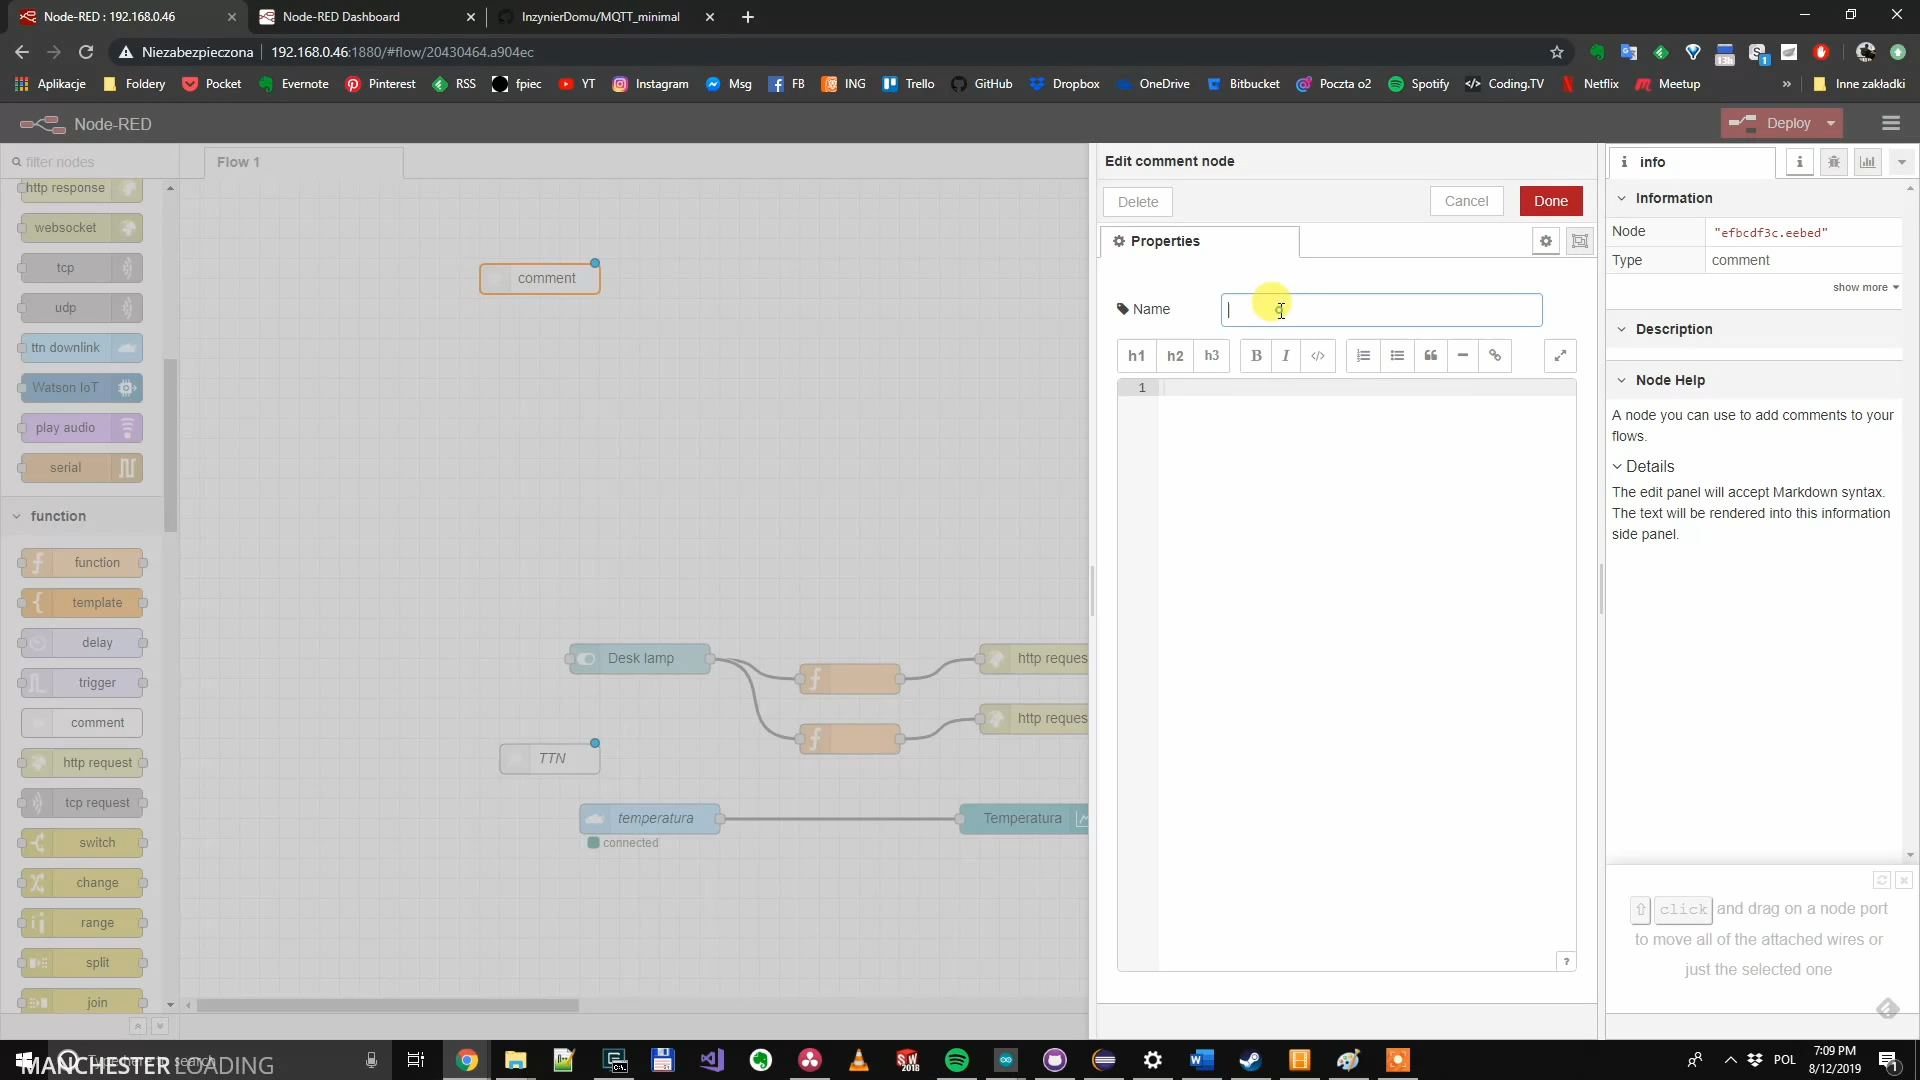 Node-RED : 192.168.0.46
Node-RED Dashboard
InzynierDomu/MQTT_minimal
Niezabezpieczona
192.168.0.46:1880/#flow/20430464.a904ec
13h
S
1
Aplikacje
Foldery
Pocket
Evernote
Pinterest
RSS
fpiec
YT
Instagram
Msg
FB
ING
Trello
GitHub
Dropbox
OneDrive
Bitbucket
Poczta o2
Spotify
Coding.TV
Netflix
Meetup
»
Inne zakładki
Node-RED
Deploy
filter nodes
Flow 1
http response
websocket
tcp
udp
ttn downlink
Watson IoT
play audio
serial
function
function
template
delay
trigger
comment
http request
tcp request
switch
change
range
split
join
comment
Desk lamp
http reques
http reques
TTN
temperatura
connected
Temperatura
Edit comment node
Delete
Cancel
Done
Properties
Name
h1
h2
h3
B
I
</>
1
?
info
Information
Node
"efbcdf3c.eebed"
Type
comment
show more
Description
Node Help
A node you can use to add comments to your
flows.
Details
The edit panel will accept Markdown syntax.
The text will be rendered into this information
side panel.
click and drag on a node port
to move all of the attached wires or
just the selected one
Type here to search
MANCHESTER LOADING
2018
POL
7:09 PM
8/12/2019
1